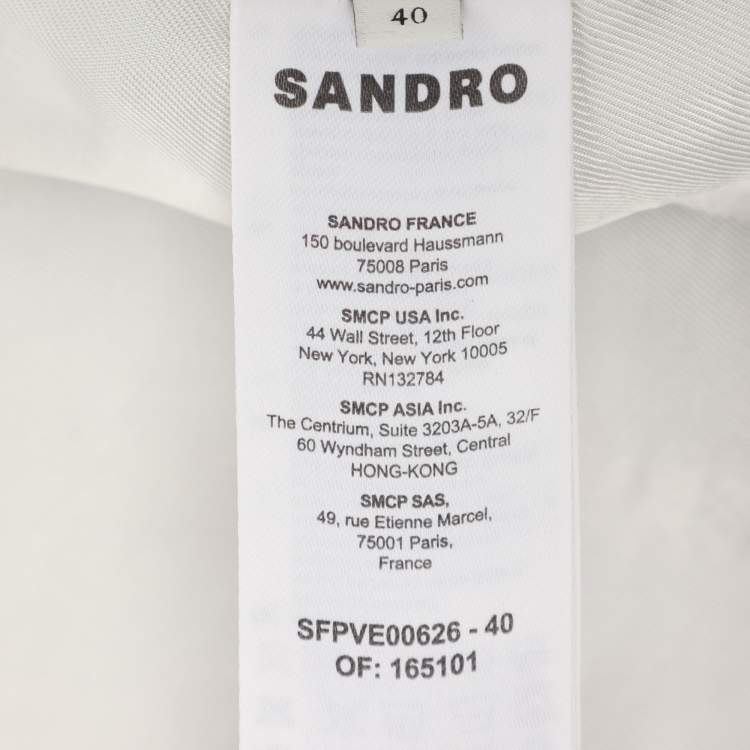 40
SANDRO
SANDRO FRANCE
150 boulevard Haussmann
75008 Paris
www.sandro-paris.com
SMCP USA Inc.
44 Wall Street, 12th Floor
New York, New York 10005
RN132784
SMCP ASIA Inc.
The Centrium, Suite 3203A-5A, 32/F
60 Wyndham Street, Central
HONG-KONG
SMCP SAS,
49, rue Etienne Marcel,
75001 Paris,
France
SFPVE00626 - 40
OF: 165101